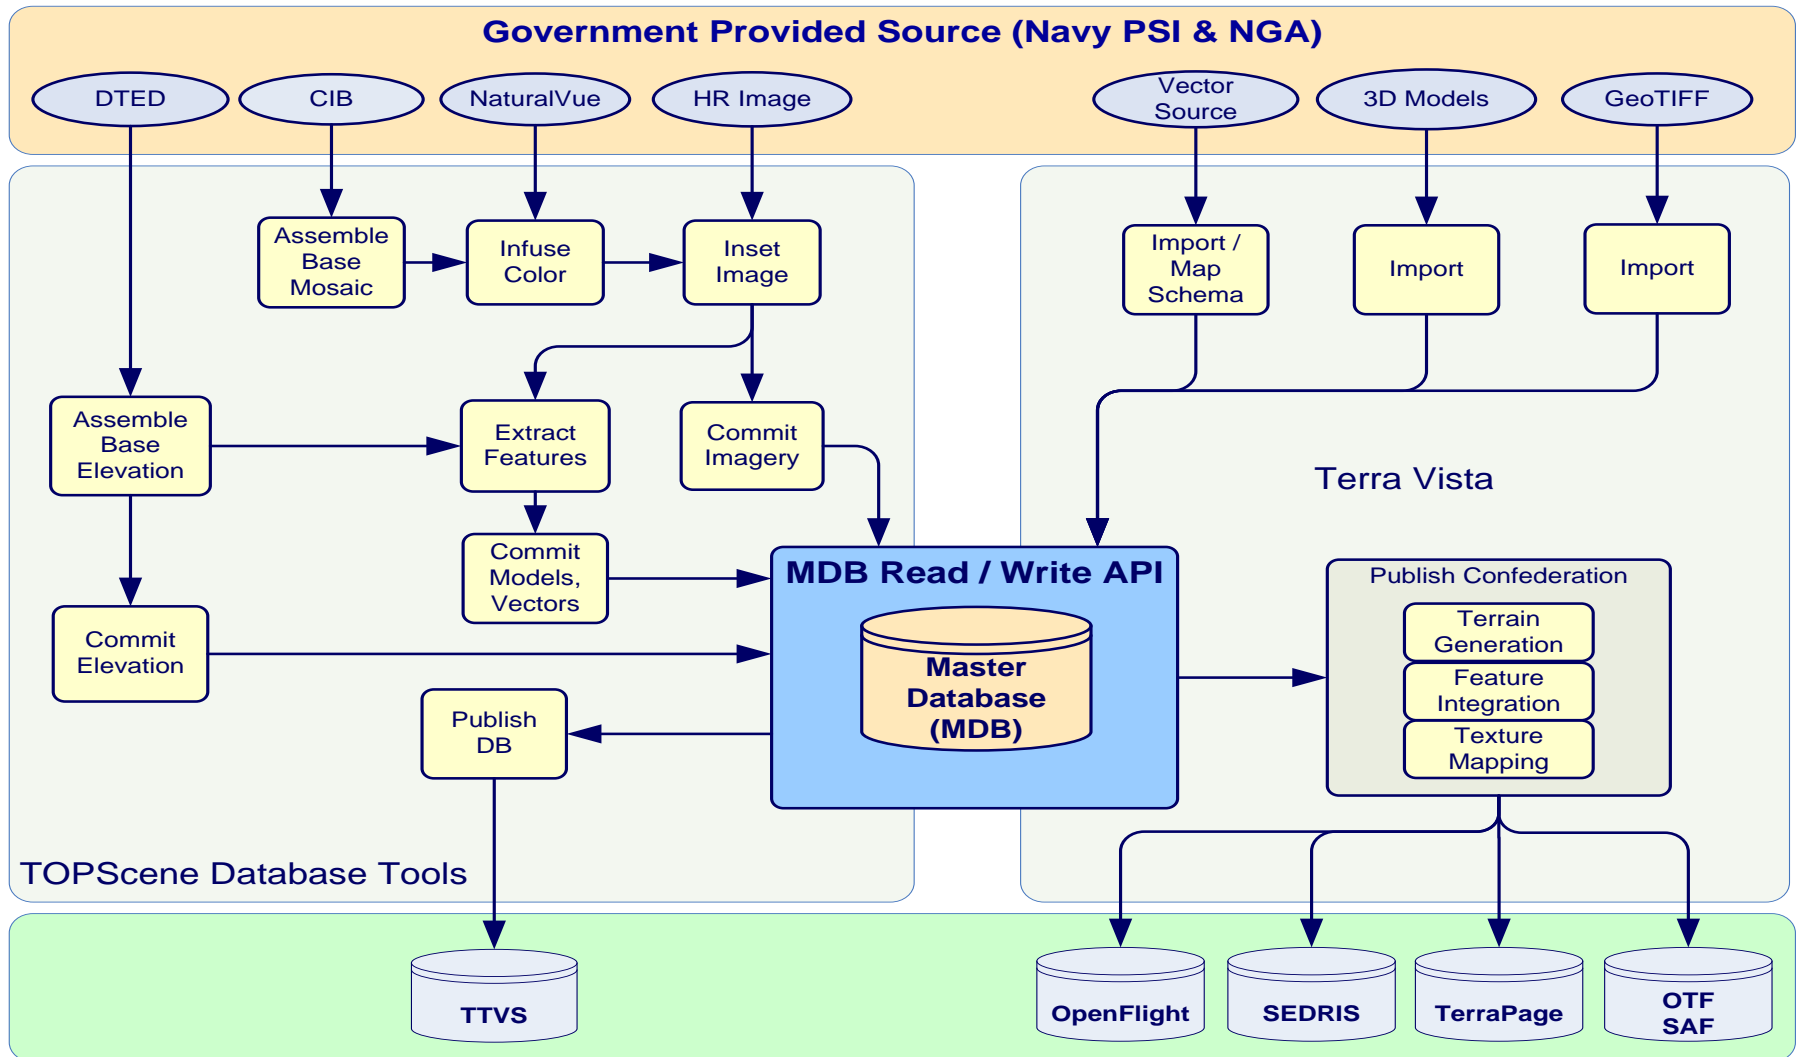 Government Provided Source (Navy PSI & NGA)
DTED
CIB
NaturalVue
HR Image
Vector
Source
3D Models
GeoTIFF
Assemble
Base
Mosaic
Infuse
Color
Inset
Image
Import /
Map
Schema
Import
Import
Assemble
Base
Elevation
Extract
Features
Commit
Imagery
Terra Vista
Commit
Models,
Vectors
MDB Read / Write API
Publish Confederation
Terrain
Generation
Feature
Integration
Texture
Mapping
Commit
Elevation
Master
Database
(MDB)
Publish
DB
TOPScene Database Tools
TTVS
OpenFlight
SEDRIS
TerraPage
OTF
SAF